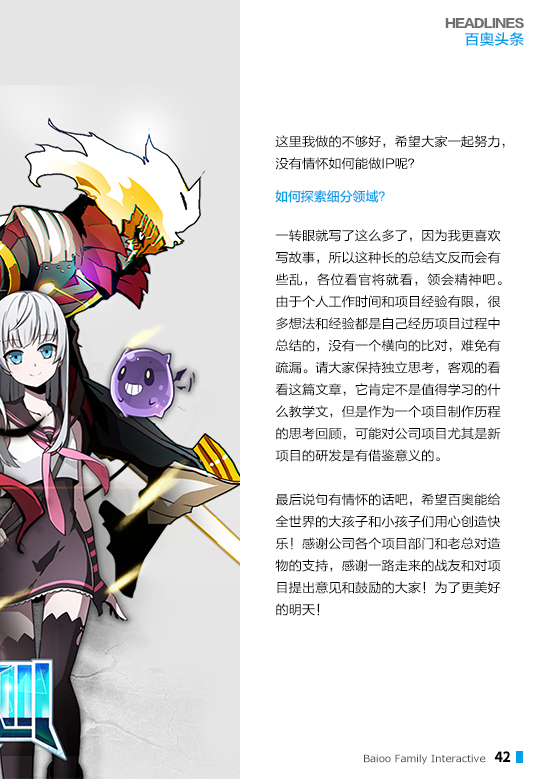 HEADLINES
百奥头条
这里我做的不够好，希望大家一起努力，
没有情怀如何能做IP呢？
如何探索细分领域？
一转眼就写了这么多了，因为我更喜欢
写故事，所以这种长的总结文反而会有
些乱，各位看官将就看，领会精神吧。
由于个人工作时间和项目经验有限，很
多想法和经验都是自己经历项目过程中
总结的，没有一个横向的比对，难免有
疏漏。请大家保持独立思考，客观的看
看这篇文章，它肯定不是值得学习的什
么教学文，但是作为一个项目制作历程
的思考回顾，可能对公司项目尤其是新
项目的研发是有借鉴意义的。
最后说句有情怀的话吧，希望百奥能给
全世界的大孩子和小孩子们用心创造快
乐！感谢公司各个项目部门和老总对造
物的支持，感谢一路走来的战友和对项
目提出意见和鼓励的大家！为了更美好
的明天！
Baioo Family Interactive 42